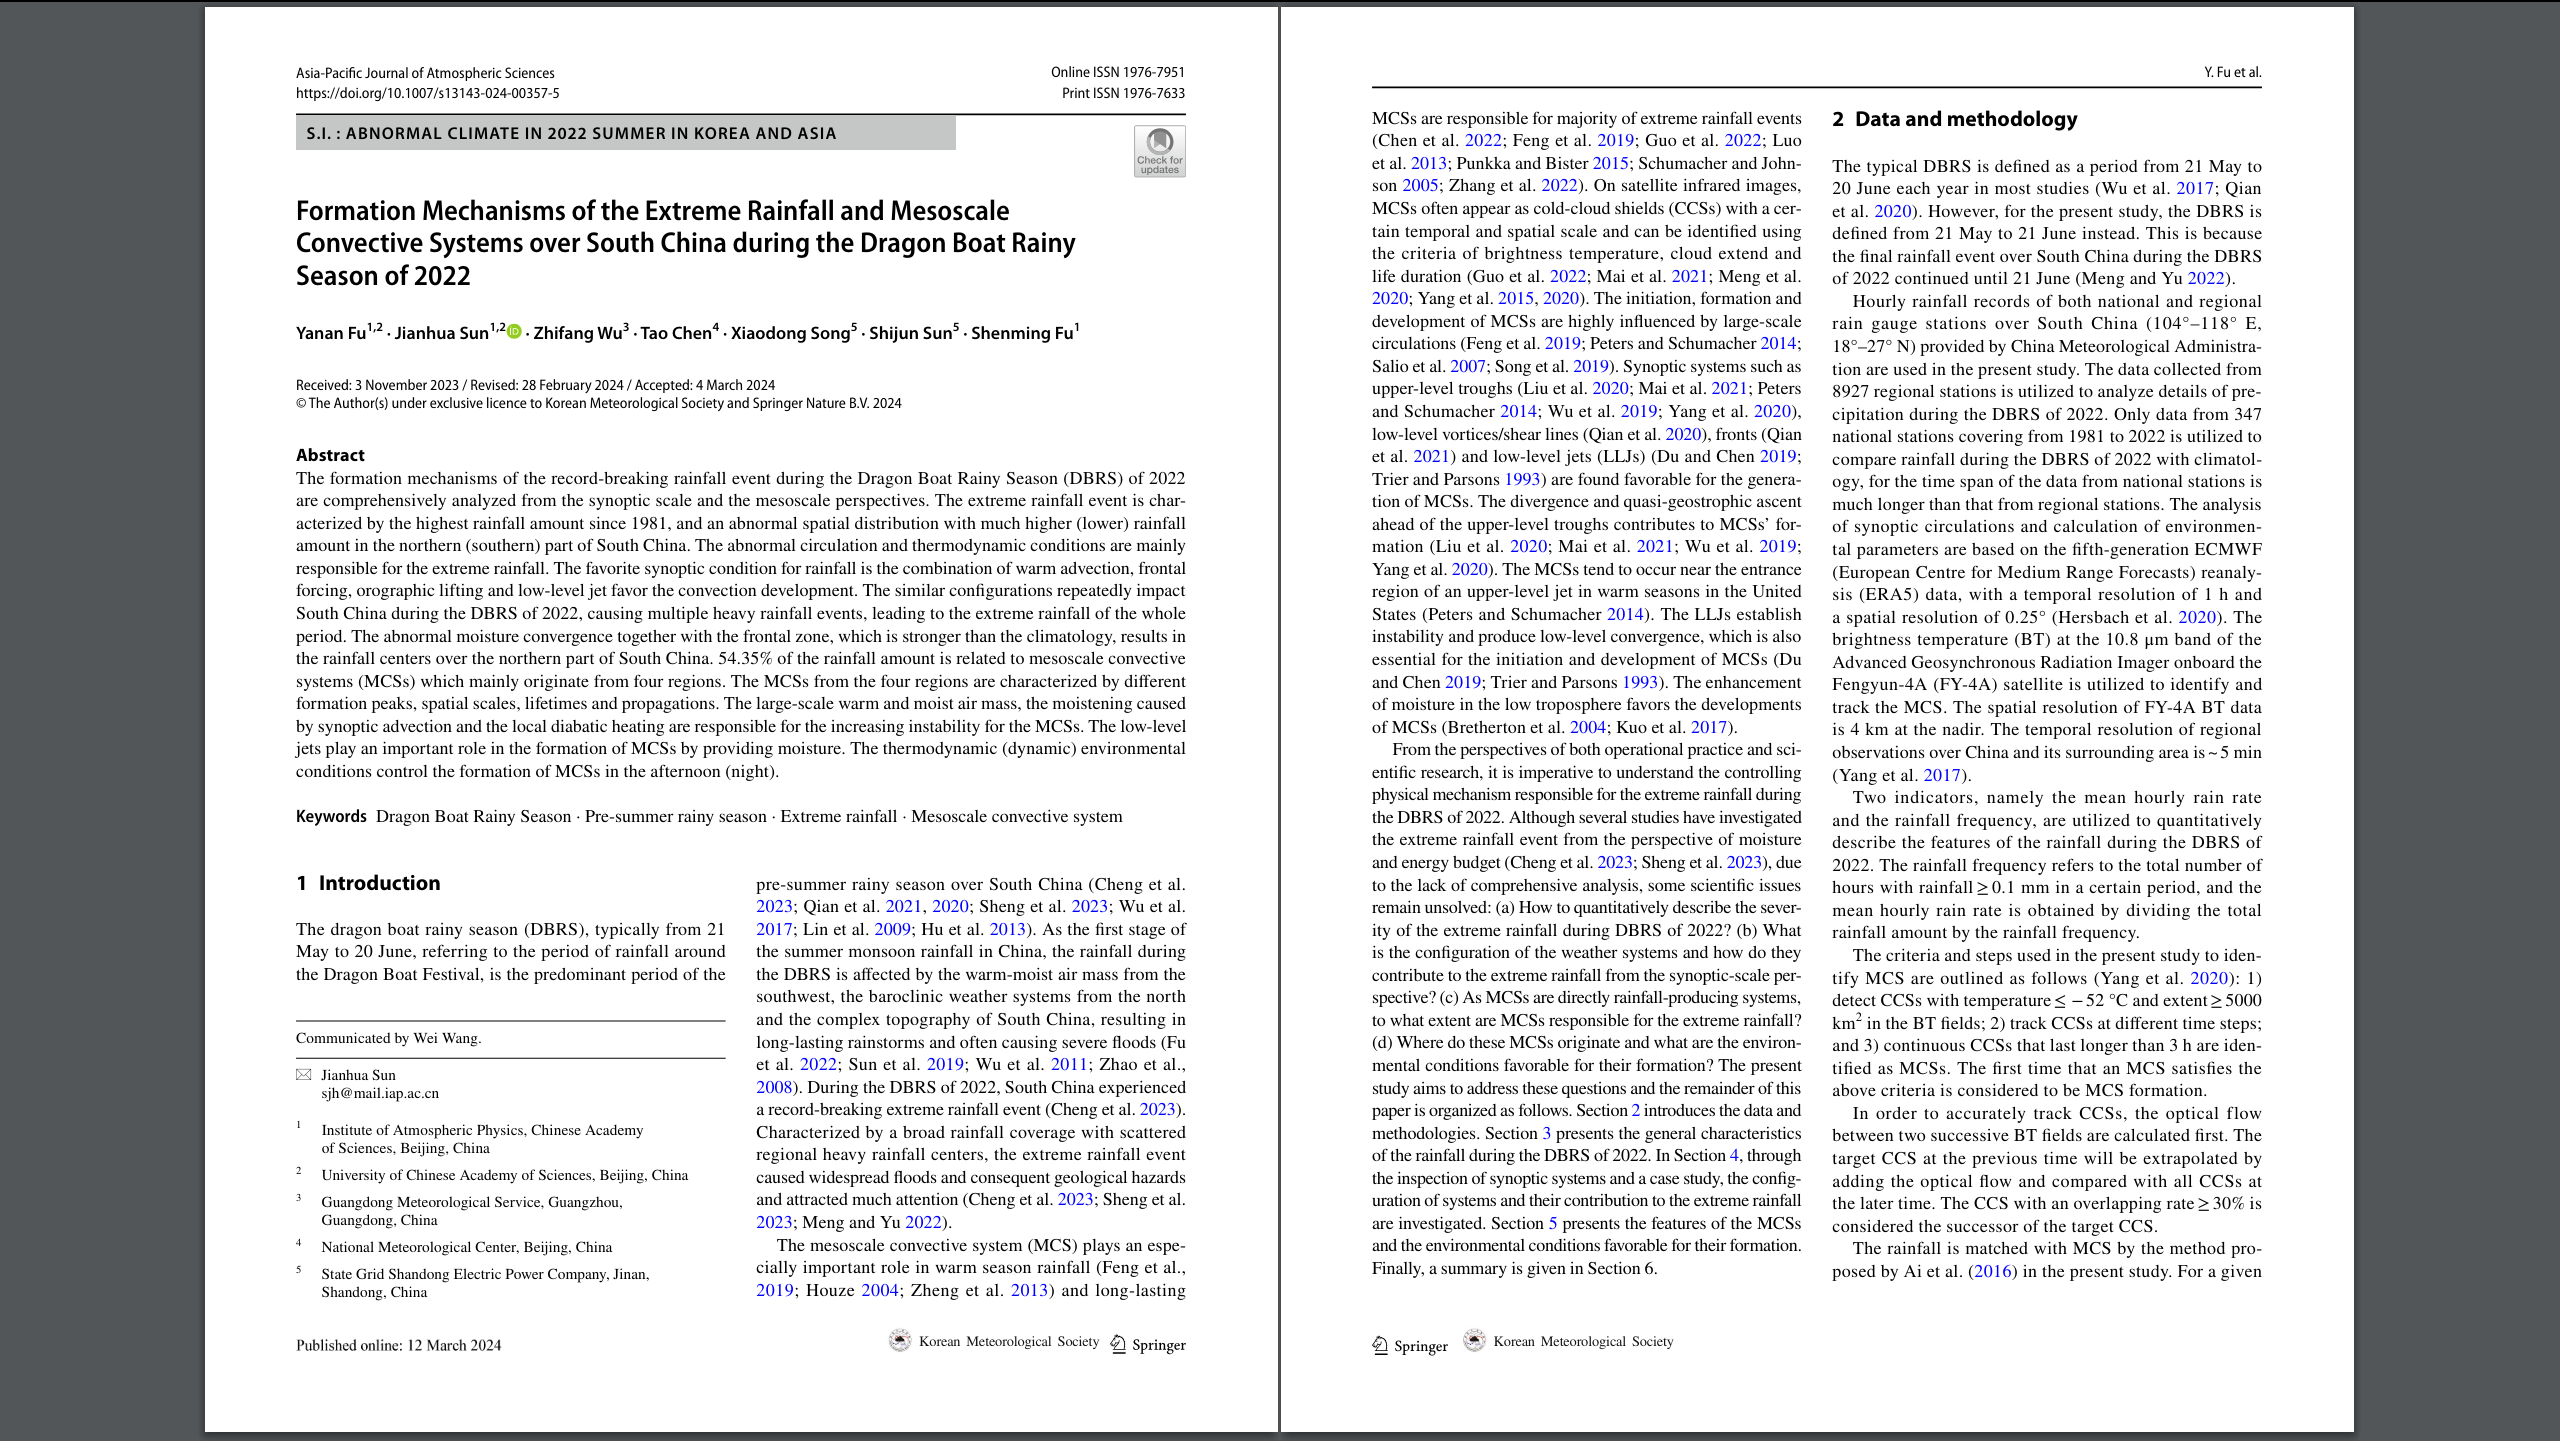 Asia-Pacific Journal of Atmospheric Sciences
https://doi.org/10.1007/s13143-024-00357-5
Online ISSN 1976-7951
Print ISSN 1976-7633
S.I. : ABNORMAL CLIMATE IN 2022 SUMMER IN KOREA AND ASIA
Check for
updates
Formation Mechanisms of the Extreme Rainfall and Mesoscale
Convective Systems over South China during the Dragon Boat Rainy
Season of 2022
Yanan Fu1,2 · Jianhua Sun1,2 iD · Zhifang Wu3 · Tao Chen4 · Xiaodong Song5 · Shijun Sun5 · Shenming Fu1
Received: 3 November 2023 / Revised: 28 February 2024 / Accepted: 4 March 2024
© The Author(s) under exclusive licence to Korean Meteorological Society and Springer Nature B.V. 2024
Abstract
The formation mechanisms of the record-breaking rainfall event during the Dragon Boat Rainy Season (DBRS) of 2022
are comprehensively analyzed from the synoptic scale and the mesoscale perspectives. The extreme rainfall event is char-
acterized by the highest rainfall amount since 1981, and an abnormal spatial distribution with much higher (lower) rainfall
amount in the northern (southern) part of South China. The abnormal circulation and thermodynamic conditions are mainly
responsible for the extreme rainfall. The favorite synoptic condition for rainfall is the combination of warm advection, frontal
forcing, orographic lifting and low-level jet favor the convection development. The similar configurations repeatedly impact
South China during the DBRS of 2022, causing multiple heavy rainfall events, leading to the extreme rainfall of the whole
period. The abnormal moisture convergence together with the frontal zone, which is stronger than the climatology, results in
the rainfall centers over the northern part of South China. 54.35% of the rainfall amount is related to mesoscale convective
systems (MCSs) which mainly originate from four regions. The MCSs from the four regions are characterized by different
formation peaks, spatial scales, lifetimes and propagations. The large-scale warm and moist air mass, the moistening caused
by synoptic advection and the local diabatic heating are responsible for the increasing instability for the MCSs. The low-level
jets play an important role in the formation of MCSs by providing moisture. The thermodynamic (dynamic) environmental
conditions control the formation of MCSs in the afternoon (night).
Keywords Dragon Boat Rainy Season · Pre-summer rainy season · Extreme rainfall · Mesoscale convective system
1 Introduction
The dragon boat rainy season (DBRS), typically from 21
May to 20 June, referring to the period of rainfall around
the Dragon Boat Festival, is the predominant period of the
Communicated by Wei Wang.
Jianhua Sun
sjh@mail.iap.ac.cn
1 Institute of Atmospheric Physics, Chinese Academy
of Sciences, Beijing, China
2 University of Chinese Academy of Sciences, Beijing, China
3 Guangdong Meteorological Service, Guangzhou,
Guangdong, China
4 National Meteorological Center, Beijing, China
5 State Grid Shandong Electric Power Company, Jinan,
Shandong, China
pre-summer rainy season over South China (Cheng et al.
2023; Qian et al. 2021, 2020; Sheng et al. 2023; Wu et al.
2017; Lin et al. 2009; Hu et al. 2013). As the first stage of
the summer monsoon rainfall in China, the rainfall during
the DBRS is affected by the warm-moist air mass from the
southwest, the baroclinic weather systems from the north
and the complex topography of South China, resulting in
long-lasting rainstorms and often causing severe floods (Fu
et al. 2022; Sun et al. 2019; Wu et al. 2011; Zhao et al.,
2008). During the DBRS of 2022, South China experienced
a record-breaking extreme rainfall event (Cheng et al. 2023).
Characterized by a broad rainfall coverage with scattered
regional heavy rainfall centers, the extreme rainfall event
caused widespread floods and consequent geological hazards
and attracted much attention (Cheng et al. 2023; Sheng et al.
2023; Meng and Yu 2022).
The mesoscale convective system (MCS) plays an espe-
cially important role in warm season rainfall (Feng et al.,
2019; Houze 2004; Zheng et al. 2013) and long-lasting
Published online: 12 March 2024
Korean Meteorological Society Springer
Y. Fu et al.
MCSs are responsible for majority of extreme rainfall events
(Chen et al. 2022; Feng et al. 2019; Guo et al. 2022; Luo
et al. 2013; Punkka and Bister 2015; Schumacher and John-
son 2005; Zhang et al. 2022). On satellite infrared images,
MCSs often appear as cold-cloud shields (CCSs) with a cer-
tain temporal and spatial scale and can be identified using
the criteria of brightness temperature, cloud extend and
life duration (Guo et al. 2022; Mai et al. 2021; Meng et al.
2020; Yang et al. 2015, 2020). The initiation, formation and
development of MCSs are highly influenced by large-scale
circulations (Feng et al. 2019; Peters and Schumacher 2014;
Salio et al. 2007; Song et al. 2019). Synoptic systems such as
upper-level troughs (Liu et al. 2020; Mai et al. 2021; Peters
and Schumacher 2014; Wu et al. 2019; Yang et al. 2020),
low-level vortices/shear lines (Qian et al. 2020), fronts (Qian
et al. 2021) and low-level jets (LLJs) (Du and Chen 2019;
Trier and Parsons 1993) are found favorable for the genera-
tion of MCSs. The divergence and quasi-geostrophic ascent
ahead of the upper-level troughs contributes to MCSs’ for-
mation (Liu et al. 2020; Mai et al. 2021; Wu et al. 2019;
Yang et al. 2020). The MCSs tend to occur near the entrance
region of an upper-level jet in warm seasons in the United
States (Peters and Schumacher 2014). The LLJs establish
instability and produce low-level convergence, which is also
essential for the initiation and development of MCSs (Du
and Chen 2019; Trier and Parsons 1993). The enhancement
of moisture in the low troposphere favors the developments
of MCSs (Bretherton et al. 2004; Kuo et al. 2017).
From the perspectives of both operational practice and sci-
entific research, it is imperative to understand the controlling
physical mechanism responsible for the extreme rainfall during
the DBRS of 2022. Although several studies have investigated
the extreme rainfall event from the perspective of moisture
and energy budget (Cheng et al. 2023; Sheng et al. 2023), due
to the lack of comprehensive analysis, some scientific issues
remain unsolved: (a) How to quantitatively describe the sever-
ity of the extreme rainfall during DBRS of 2022? (b) What
is the configuration of the weather systems and how do they
contribute to the extreme rainfall from the synoptic-scale per-
spective? (c) As MCSs are directly rainfall-producing systems,
to what extent are MCSs responsible for the extreme rainfall?
(d) Where do these MCSs originate and what are the environ-
mental conditions favorable for their formation? The present
study aims to address these questions and the remainder of this
paper is organized as follows. Section 2 introduces the data and
methodologies. Section 3 presents the general characteristics
of the rainfall during the DBRS of 2022. In Section 4, through
the inspection of synoptic systems and a case study, the config-
uration of systems and their contribution to the extreme rainfall
are investigated. Section 5 presents the features of the MCSs
and the environmental conditions favorable for their formation.
Finally, a summary is given in Section 6.
2 Data and methodology
The typical DBRS is defined as a period from 21 May to
20 June each year in most studies (Wu et al. 2017; Qian
et al. 2020). However, for the present study, the DBRS is
defined from 21 May to 21 June instead. This is because
the final rainfall event over South China during the DBRS
of 2022 continued until 21 June (Meng and Yu 2022).
Hourly rainfall records of both national and regional
rain gauge stations over South China (104°–118° E,
18°–27° N) provided by China Meteorological Administra-
tion are used in the present study. The data collected from
8927 regional stations is utilized to analyze details of pre-
cipitation during the DBRS of 2022. Only data from 347
national stations covering from 1981 to 2022 is utilized to
compare rainfall during the DBRS of 2022 with climatol-
ogy, for the time span of the data from national stations is
much longer than that from regional stations. The analysis
of synoptic circulations and calculation of environmen-
tal parameters are based on the fifth-generation ECMWF
(European Centre for Medium Range Forecasts) reanaly-
sis (ERA5) data, with a temporal resolution of 1 h and
a spatial resolution of 0.25° (Hersbach et al. 2020). The
brightness temperature (BT) at the 10.8 µm band of the
Advanced Geosynchronous Radiation Imager onboard the
Fengyun-4A (FY-4A) satellite is utilized to identify and
track the MCS. The spatial resolution of FY-4A BT data
is 4 km at the nadir. The temporal resolution of regional
observations over China and its surrounding area is ~ 5 min
(Yang et al. 2017).
Two indicators, namely the mean hourly rain rate
and the rainfall frequency, are utilized to quantitatively
describe the features of the rainfall during the DBRS of
2022. The rainfall frequency refers to the total number of
hours with rainfall ≥ 0.1 mm in a certain period, and the
mean hourly rain rate is obtained by dividing the total
rainfall amount by the rainfall frequency.
The criteria and steps used in the present study to iden-
tify MCS are outlined as follows (Yang et al. 2020): 1)
detect CCSs with temperature ≤ − 52 °C and extent ≥ 5000
km2 in the BT fields; 2) track CCSs at different time steps;
and 3) continuous CCSs that last longer than 3 h are iden-
tified as MCSs. The first time that an MCS satisfies the
above criteria is considered to be MCS formation.
In order to accurately track CCSs, the optical flow
between two successive BT fields are calculated first. The
target CCS at the previous time will be extrapolated by
adding the optical flow and compared with all CCSs at
the later time. The CCS with an overlapping rate ≥ 30% is
considered the successor of the target CCS.
The rainfall is matched with MCS by the method pro-
posed by Ai et al. (2016) in the present study. For a given
Springer Korean Meteorological Society